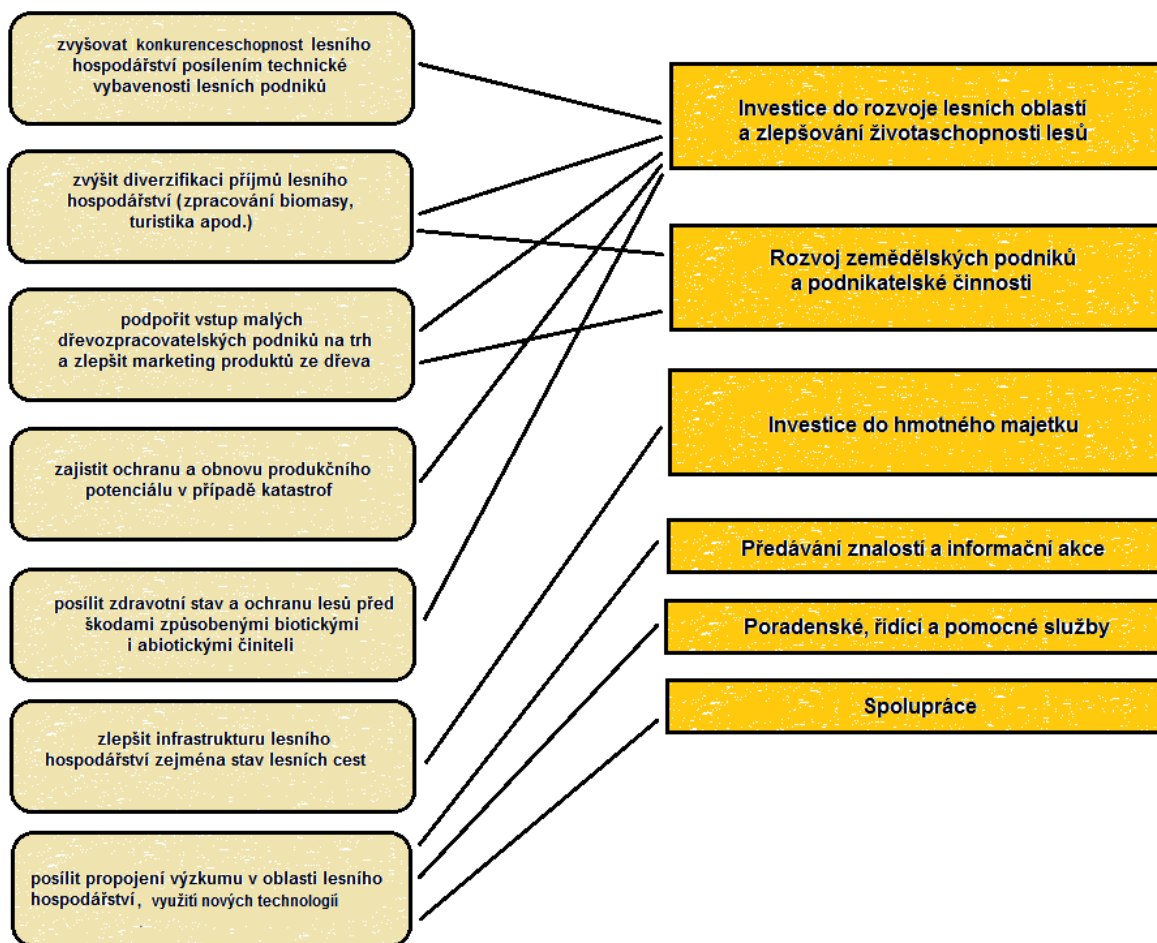 zvyšovat konkurenceschopnost lesního
hospodářství posílením technické
vybavenosti lesních podniků
zvýšit diverzifikaci příjmů lesního
hospodářství (zpracování biomasy,
turistika apod.)
podpořit vstup malých
dřevozpracovatelských podniků na trh
a zlepšit marketing produktů ze dřeva
zajistit ochranu a obnovu produkčního
potenciálu v případě katastrof
posílit zdravotní stav a ochranu lesů před
škodami způsobenými biotickými
i abiotickými činiteli
zlepšit infrastrukturu lesního
hospodářství zejména stav lesních cest
posílit propojení výzkumu v oblasti lesního
hospodářství, využití nových technologií
Investice do rozvoje lesních oblastí
a zlepšování životaschopnosti lesů
Rozvoj zemědělských podniků
a podnikatelské činnosti
Investice do hmotného majetku
Předávání znalostí a informační akce
Poradenské, řídící a pomocné služby
Spolupráce